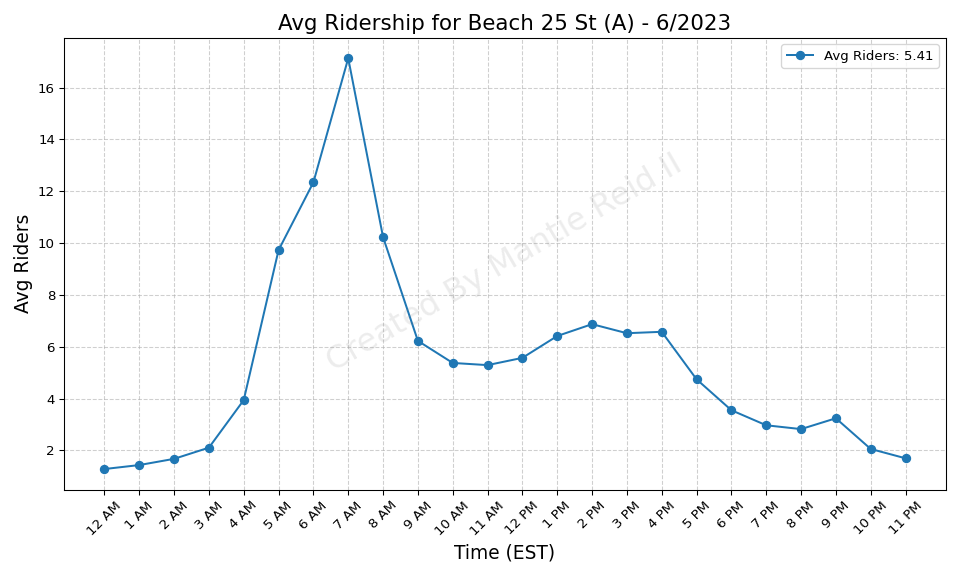 Avg Ridership for Beach 25 St (A) - 6/2023
Avg Riders: 5.41
Avg Riders
16
14
12
10
8
6
4
2
Created By Mantie Reid II
12 AM
1 AM
2 AM
3 AM
4 AM
5 AM
6 AM
7 AM
8 AM
9 AM
10 AM
11 AM
12 PM
1 PM
2 PM
3 PM
4 PM
5 PM
6 PM
7 PM
8 PM
9 PM
10 PM
11 PM
Time (EST)